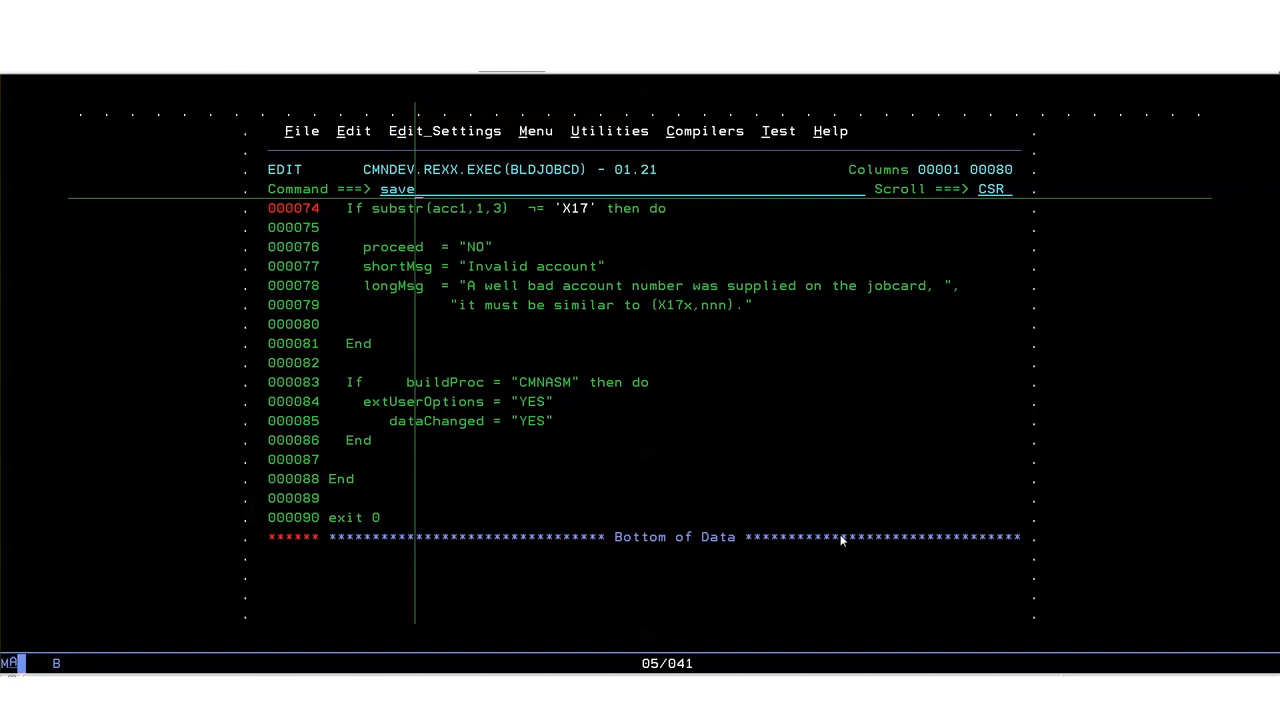 File Edit Edit_Settings Menu Utilities Compilers Test Help
EDIT CMNDEV.REXX.EXEC(BLDJOBCD) - 01.21 Columns 00001 00080
Command ===> save Scroll ===> CSR
000074 If substr(acc1,1,3) ¬= 'X17' then do
000075
000076 proceed = "NO"
000077 shortMsg = "Invalid account"
000078 longMsg = "A well bad account number was supplied on the jobcard, ",
000079 "it must be similar to (X17x,nnn)."
000080
000081 End
000082
000083 If buildProc = "CMNASM" then do
000084 extUserOptions = "YES"
000085 dataChanged = "YES"
000086 End
000087
000088 End
000089
000090 exit 0
****** ******************************** Bottom of Data ********************************
MA B 05/041